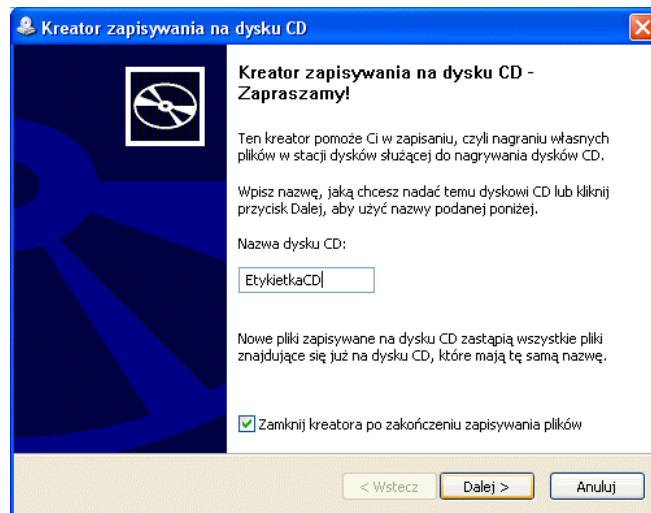 Kreator zapisywania na dysku CD
Kreator zapisywania na dysku CD -
Zapraszamy!
Ten kreator pomoże Ci w zapisaniu, czyli nagraniu własnych
plików w stacji dysków służącej do nagrywania dysków CD.
Wpisz nazwę, jaką chcesz nadać temu dyskowi CD lub kliknij
przycisk Dalej, aby użyć nazwy podanej poniżej.
Nazwa dysku CD:
EtykietkaCD
Nowe pliki zapisywane na dysku CD zastąpią wszystkie pliki
znajdujące się już na dysku CD, które mają tę samą nazwę.
Zamknij kreatora po zakończeniu zapisywania plików
< Wstecz
Dalej >
Anuluj